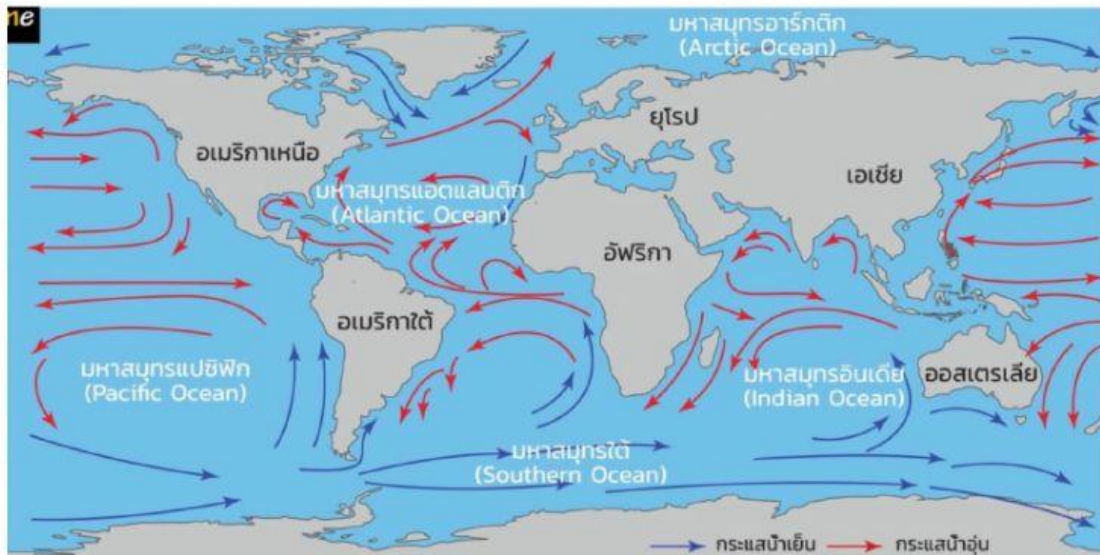 มหาสมุทรอาร์กติก
(Arctic Ocean)
ยุโรป
อเมริกาเหนือ
เอเชีย
มหาสมุทรแอตแลนติก
(Atlantic Ocean)
อัฟริกา
อเมริกาใต้
มหาสมุทรแปซิฟิก
(Pacific Ocean)
มหาสมุทรอินเดีย
(Indian Ocean)
ออสเตรเลีย
มหาสมุทรใต้
(Southern Ocean)
กระแสน้ำเย็น
กระแสน้ำอุ่น